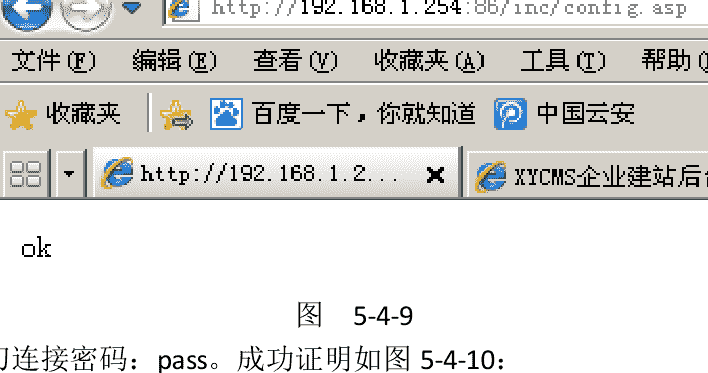 http://192.168.1.254:86/inc/config.asp
文件(F) 编辑(E) 查看(V) 收藏夹(A) 工具(T) 帮助(
收藏夹 百度一下，你就知道 中国云安
http://192.168.1.2... XYCMS企业建站后
ok
图 5-4-9
连接密码：pass。成功证明如图 5-4-10：